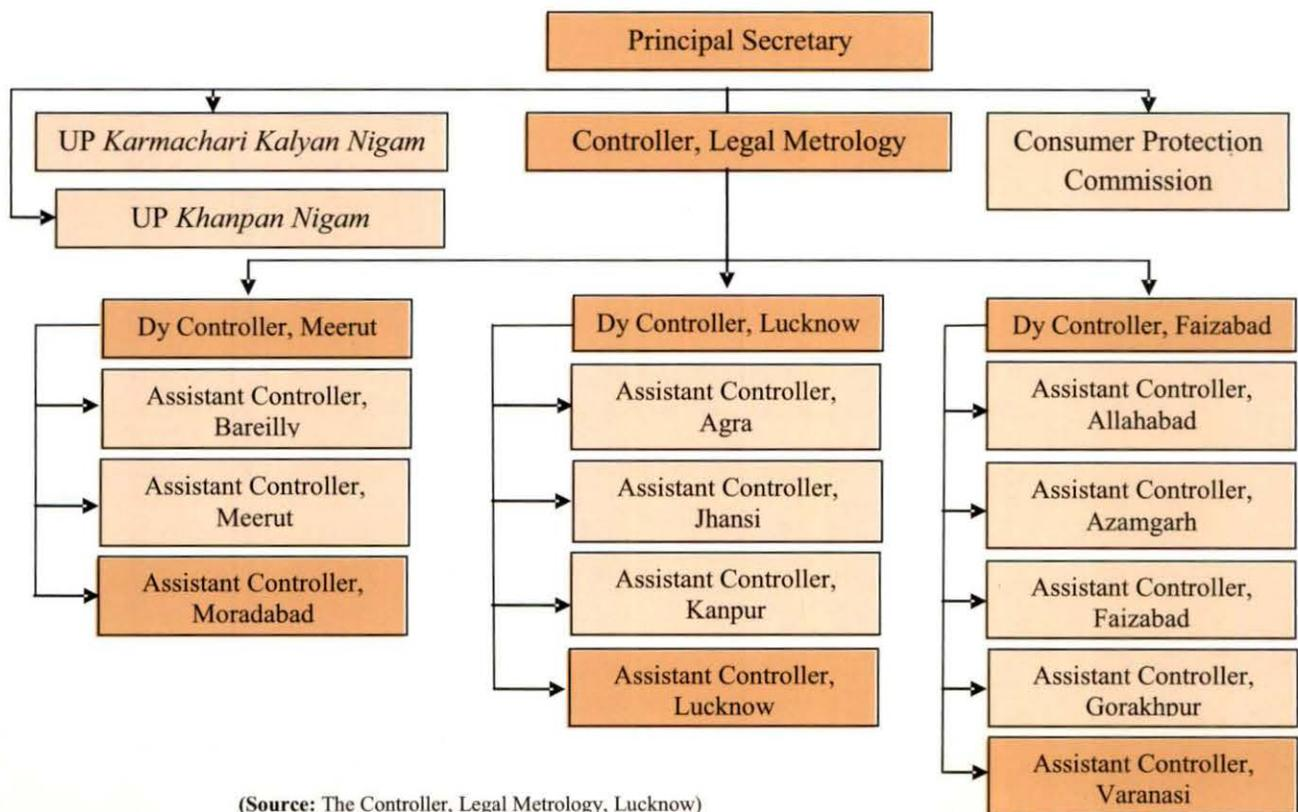 Principal Secretary
UP Karmachari Kalyan Nigam
UP Khanpan Nigam
Controller, Legal Metrology
Consumer Protection
Commission
Dy Controller, Meerut
Assistant Controller,
Bareilly
Assistant Controller,
Meerut
Assistant Controller,
Moradabad
Dy Controller, Lucknow
Assistant Controller,
Agra
Assistant Controller,
Jhansi
Assistant Controller,
Kanpur
Assistant Controller,
Lucknow
Dy Controller, Faizabad
Assistant Controller,
Allahabad
Assistant Controller,
Azamgarh
Assistant Controller,
Faizabad
Assistant Controller,
Gorakhpur
Assistant Controller,
Varanasi
(Source: The Controller, Legal Metrology, Lucknow)